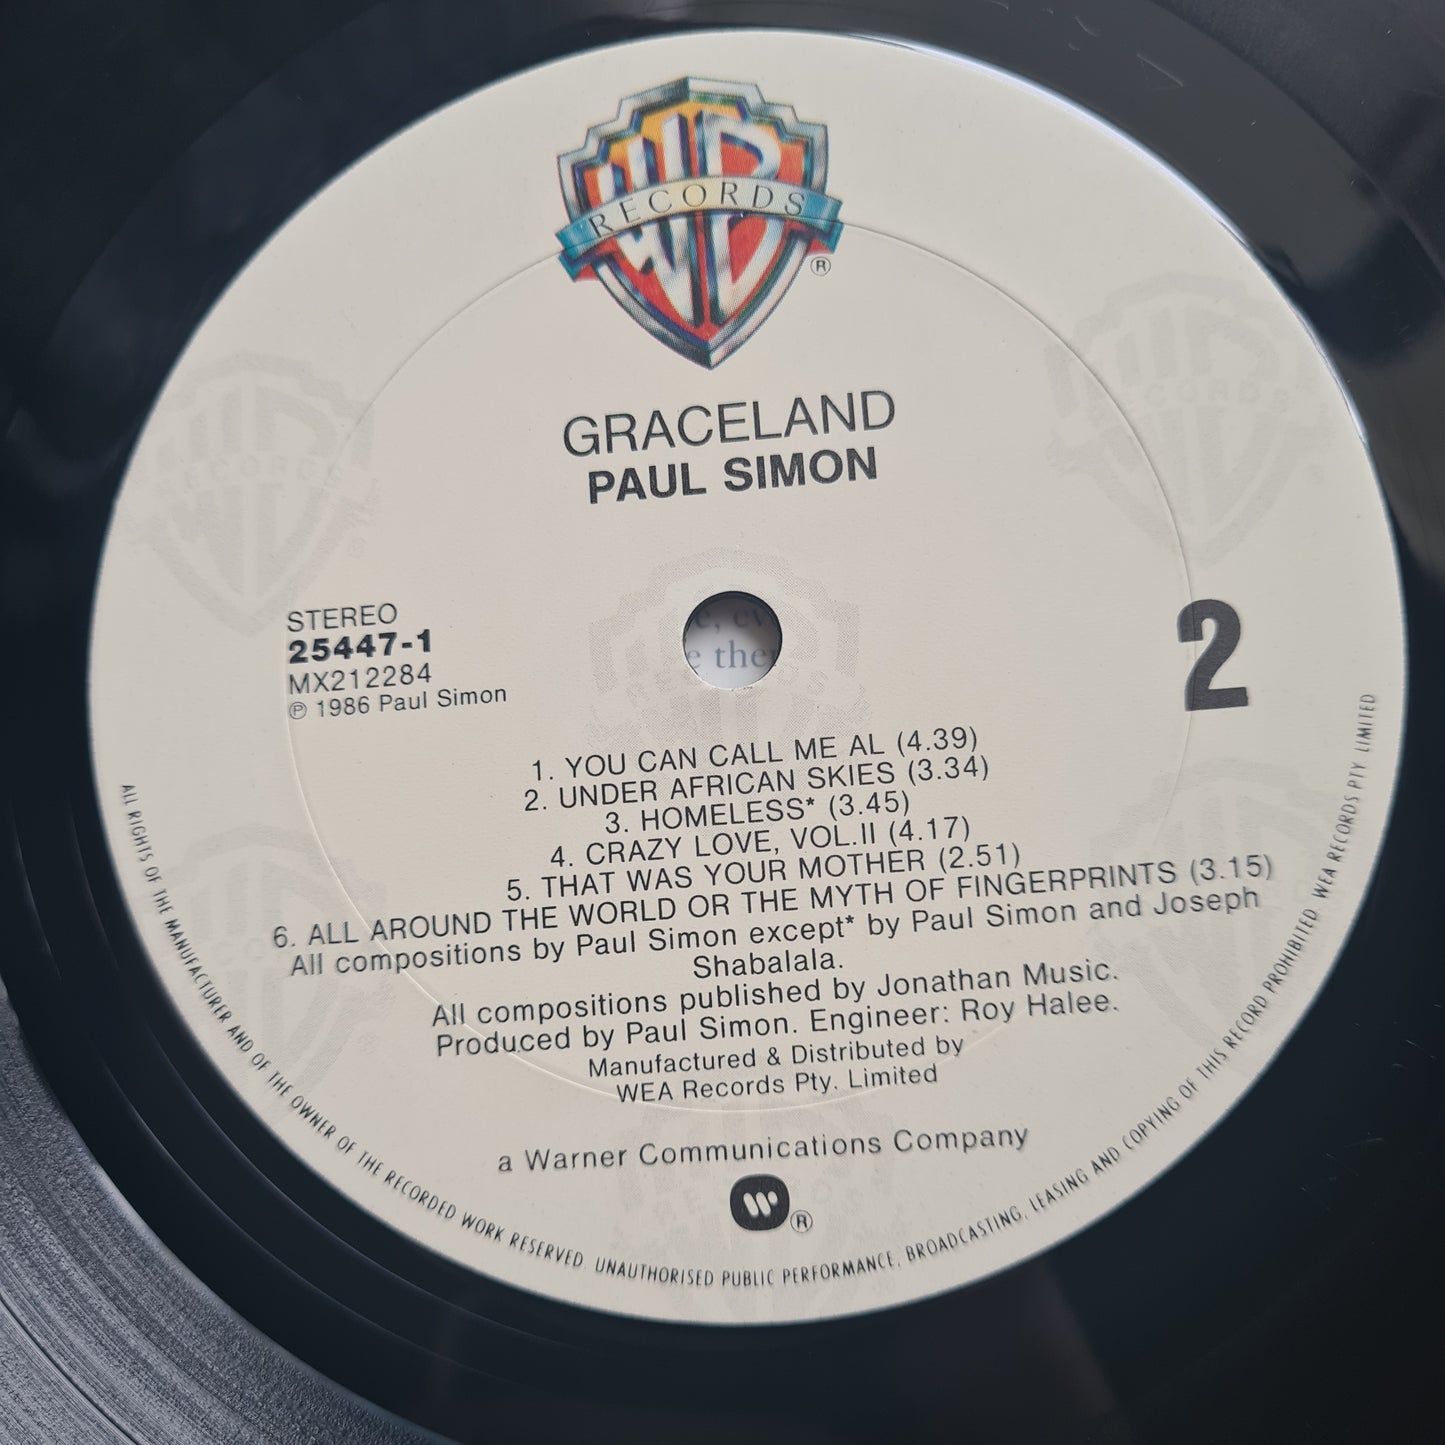 WB
RECORDS
®
GRACELAND
PAUL SIMON
STEREO
25447-1
MX212284
℗ 1986 Paul Simon
2
1. YOU CAN CALL ME AL (4.39)
2. UNDER AFRICAN SKIES (3.34)
3. HOMELESS* (3.45)
4. CRAZY LOVE, VOL.II (4.17)
5. THAT WAS YOUR MOTHER (2.51)
6. ALL AROUND THE WORLD OR THE MYTH OF FINGERPRINTS (3.15)
All compositions by Paul Simon except* by Paul Simon and Joseph
Shabalala.
All compositions published by Jonathan Music.
Produced by Paul Simon. Engineer: Roy Halee.
Manufactured & Distributed by
WEA Records Pty. Limited
a Warner Communications Company
®
ALL RIGHTS OF THE MANUFACTURER AND OF THE OWNER OF THE RECORDED WORK RESERVED. UNAUTHORISED PUBLIC PERFORMANCE, BROADCASTING, LEASING AND COPYING OF THIS RECORD PROHIBITED WEA RECORDS PTY LIMITED